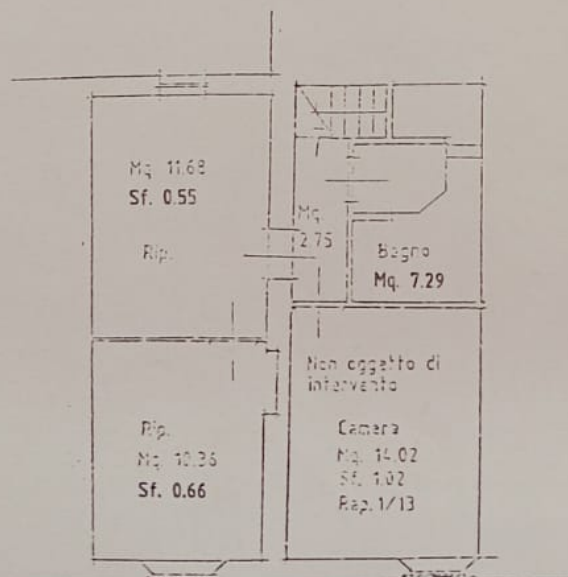 Mq. 11.68
Sf. 0.55
Rip.
Mq.
2.75
Bagno
Mq. 7.29
Rip.
Mq. 10.36
Sf. 0.66
Non oggetto di
intervento
Camera
Mq. 14.02
Sf. 1.02
Rap. 1/13